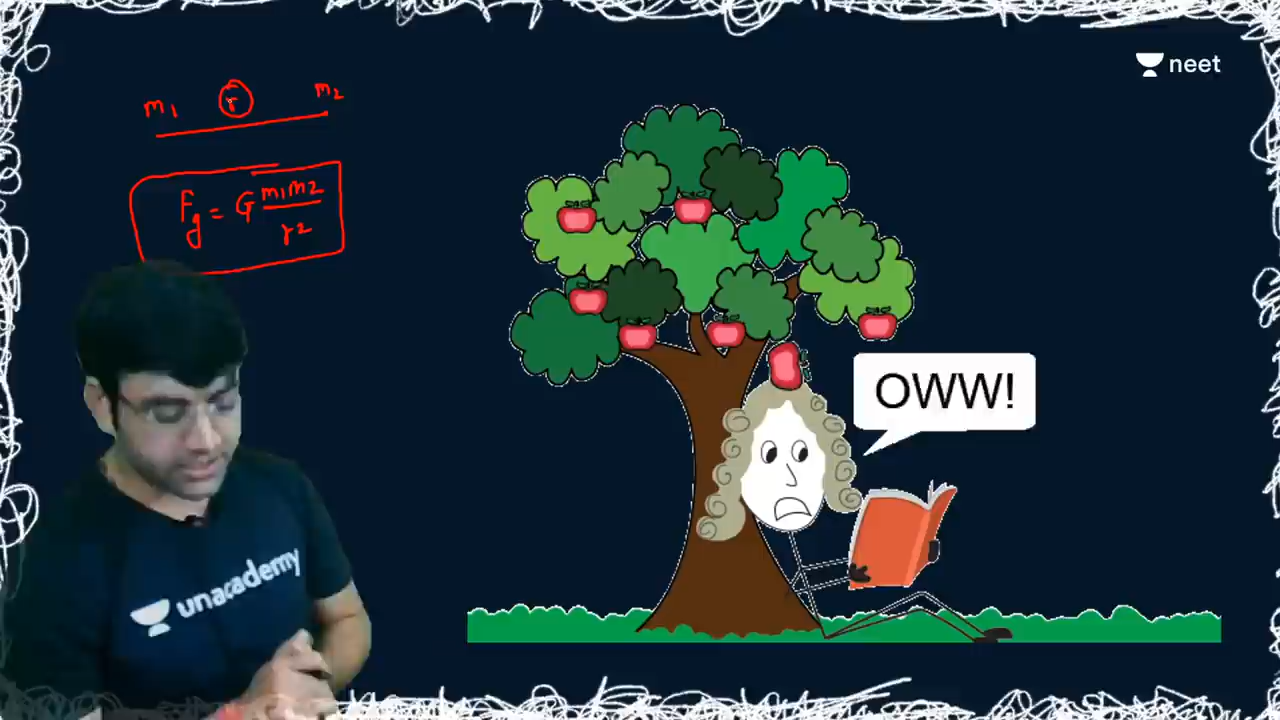 neet
m₁ r m₂
Fg = G m₁m₂ / r²
OWW!
unacademy